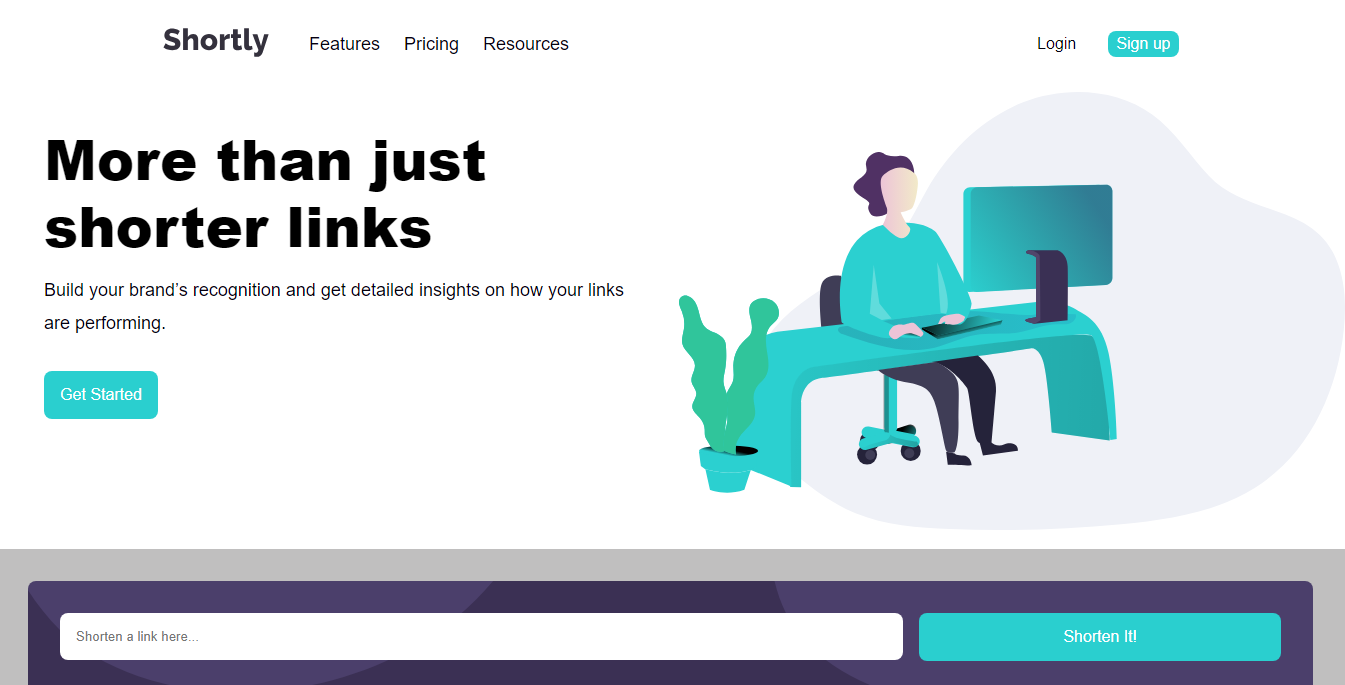 Shortly
Features
Pricing
Resources
Login
Sign up
More than just
shorter links
Build your brand’s recognition and get detailed insights on how your links
are performing.
Get Started
Shorten a link here...
Shorten It!